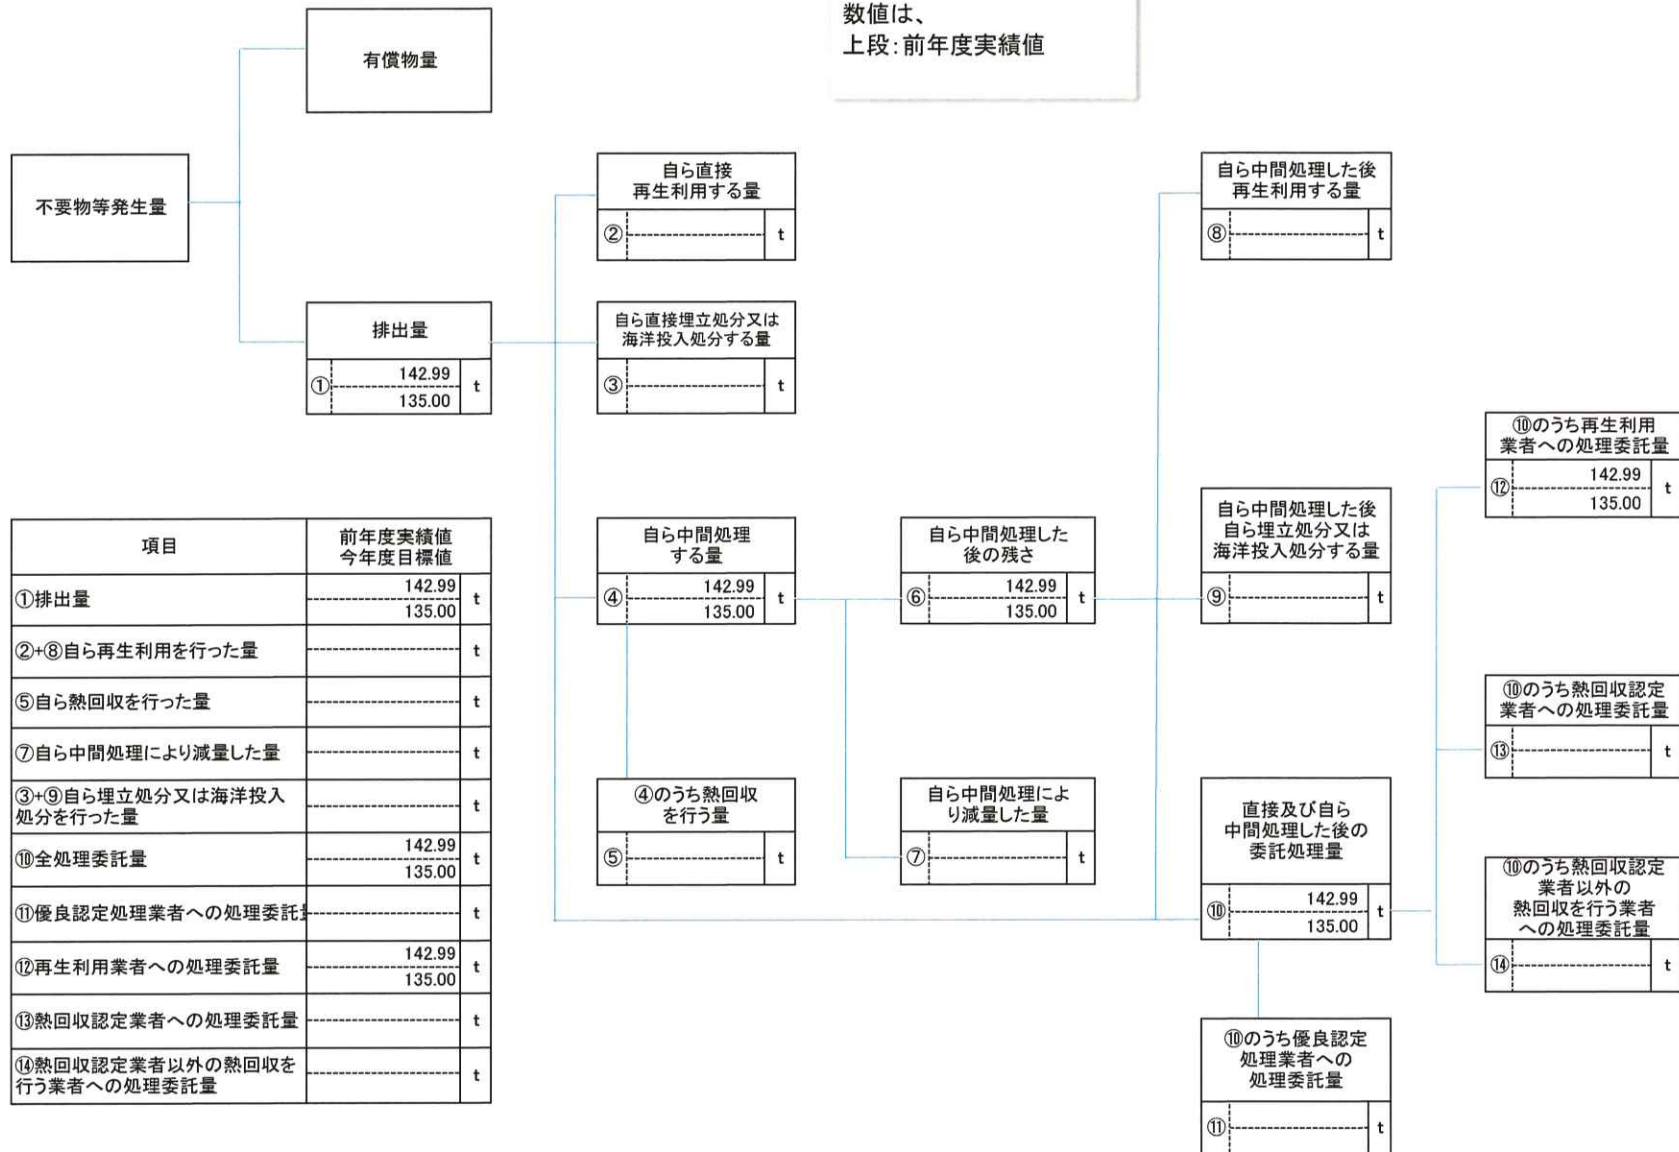 数値は、
上段:前年度実績値
有償物量
不要物等発生量
排出量
① 142.99 t
135.00
自ら直接
再生利用する量
② t
自ら直接埋立処分又は
海洋投入処分する量
③ t
自ら中間処理
する量
④ 142.99 t
135.00
④のうち熱回収
を行う量
⑤ t
自ら中間処理した
後の残さ
⑥ 142.99 t
135.00
自ら中間処理によ
り減量した量
⑦ t
自ら中間処理した後
再生利用する量
⑧ t
自ら中間処理した後
自ら埋立処分又は
海洋投入処分する量
⑨ t
直接及び自ら
中間処理した後の
委託処理量
⑩ 142.99 t
135.00
⑩のうち優良認定
処理業者への
処理委託量
⑪ t
⑩のうち再生利用
業者への処理委託量
⑫ 142.99 t
135.00
⑩のうち熱回収認定
業者への処理委託量
⑬ t
⑩のうち熱回収認定
業者以外の
熱回収を行う業者
への処理委託量
⑭ t
項目 前年度実績値
今年度目標値
①排出量 142.99 t
135.00
②+⑧自ら再生利用を行った量 t
⑤自ら熱回収を行った量 t
⑦自ら中間処理により減量した量 t
③+⑨自ら埋立処分又は海洋投入
処分を行った量 t
⑩全処理委託量 142.99 t
135.00
⑪優良認定処理業者への処理委託 t
⑫再生利用業者への処理委託量 142.99 t
135.00
⑬熱回収認定業者への処理委託量 t
⑭熱回収認定業者以外の熱回収を
行う業者への処理委託量 t